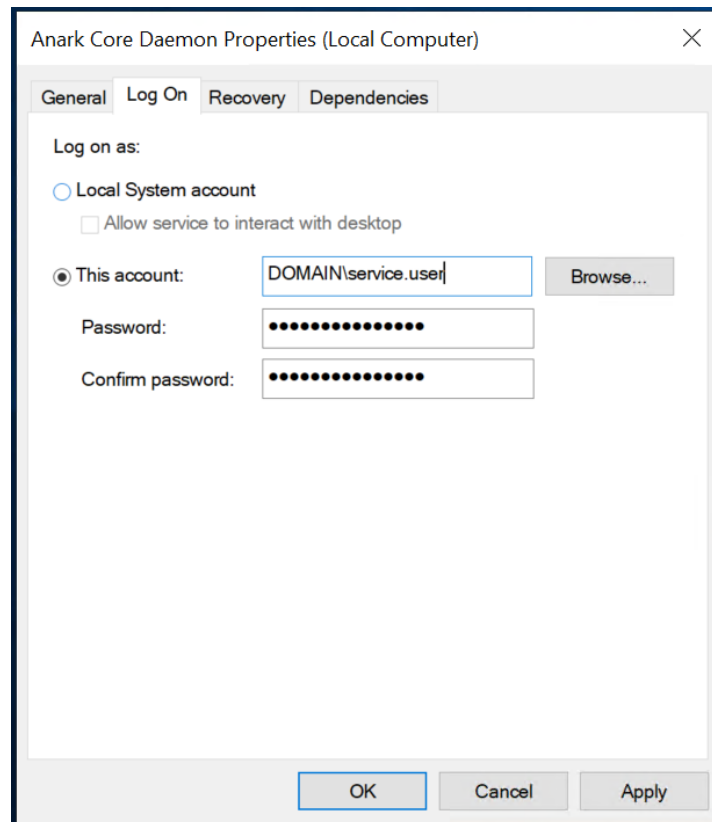 Anark Core Daemon Properties (Local Computer)
General Log On Recovery Dependencies
Log on as:
Local System account
Allow service to interact with desktop
This account: DOMAIN\service.user Browse...
Password: •••••••••••••••
Confirm password: •••••••••••••••
OK Cancel Apply